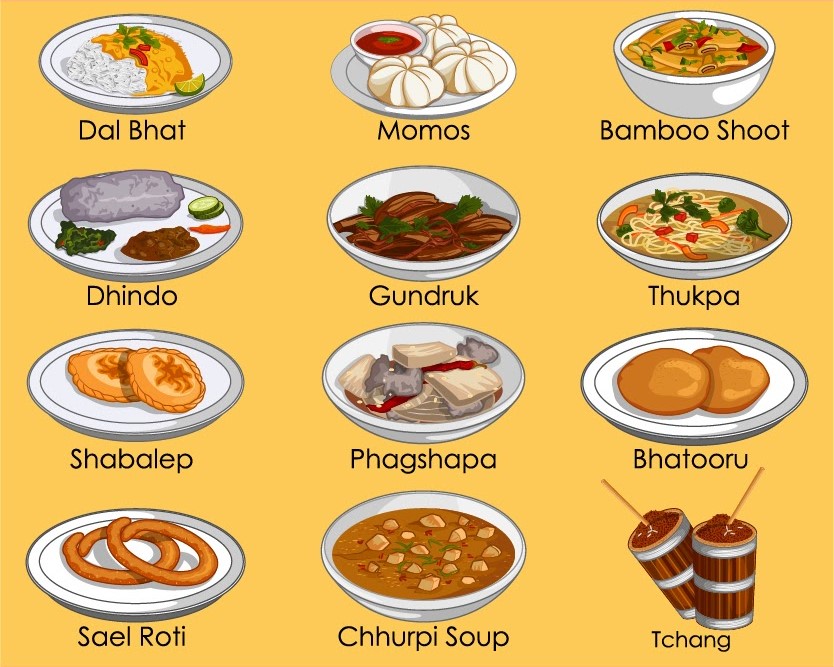 Dal Bhat
Momos
Bamboo Shoot
Dhindo
Gundruk
Thukpa
Shabalep
Phagshapa
Bhatooru
Sael Roti
Chhurpi Soup
Tchang